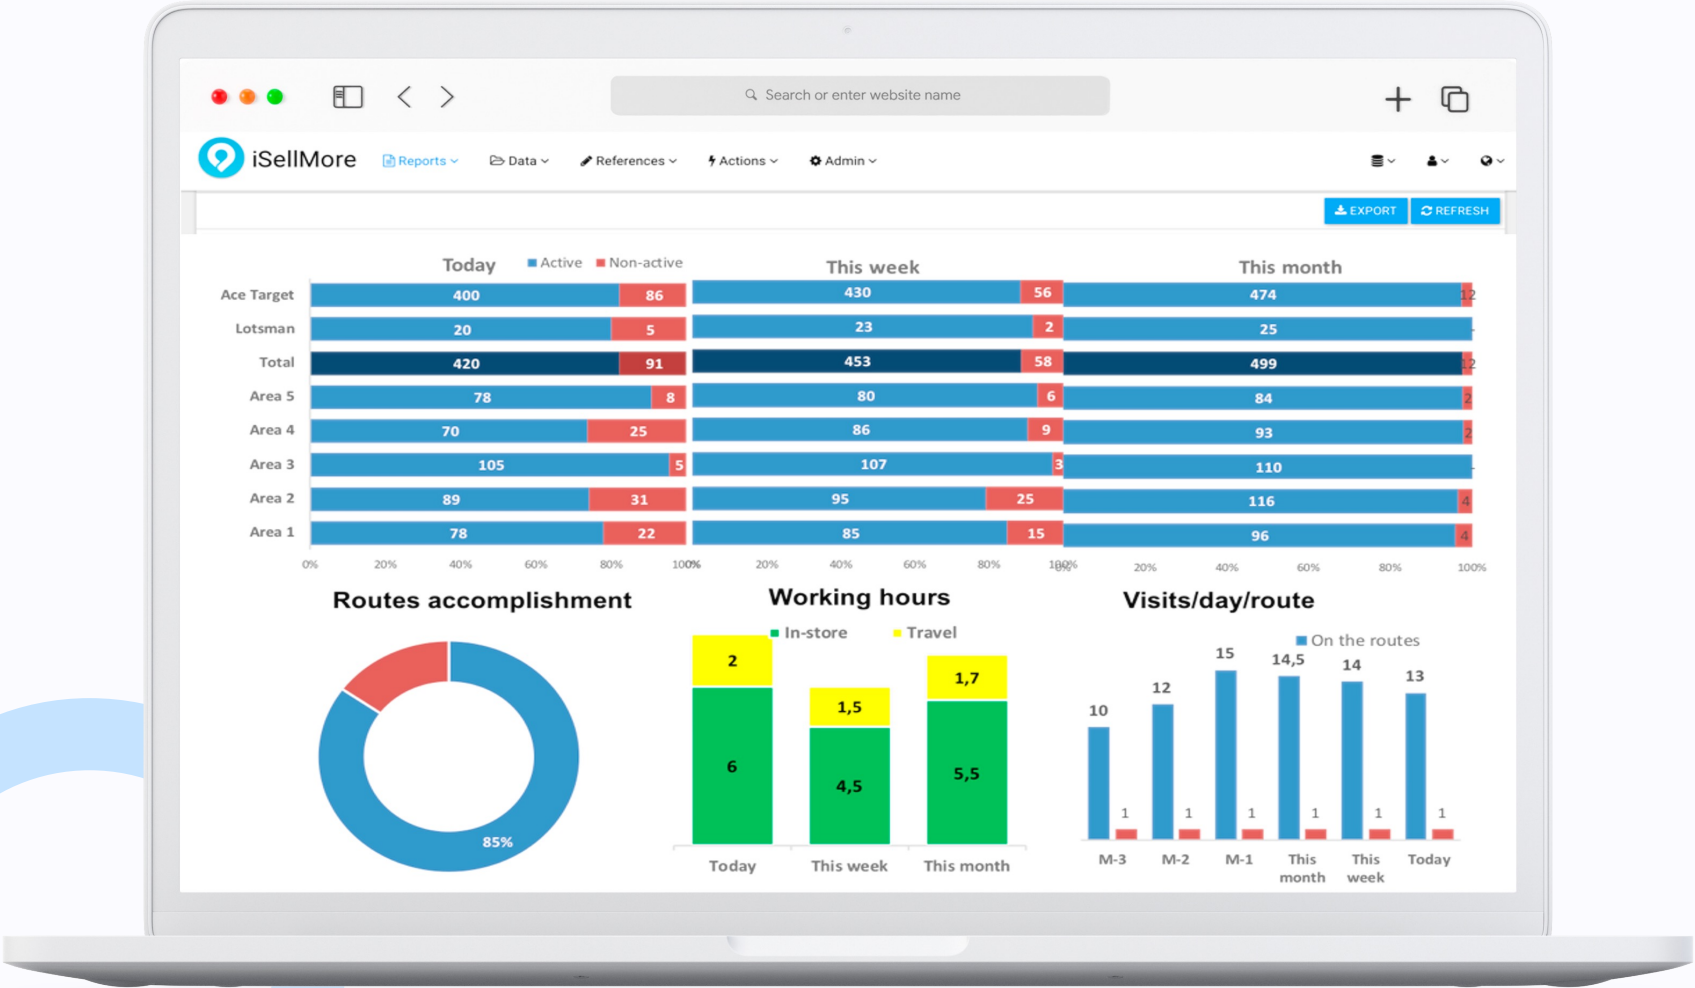 Search or enter website name
iSellMore Reports Data References Actions Admin
EXPORT REFRESH
Today Active Non-active This week This month
Ace Target 400 86 430 56 474 12
Lotsman 20 5 23 2 25 -
Total 420 91 453 58 499 12
Area 5 78 8 80 6 84 2
Area 4 70 25 86 9 93 2
Area 3 105 5 107 3 110 -
Area 2 89 31 95 25 116 4
Area 1 78 22 85 15 96 4
0% 20% 40% 60% 80% 100% 20% 40% 60% 80% 100% 0% 20% 40% 60% 80% 100%
Routes accomplishment
85%
Working hours
In-store Travel
2 1,5 1,7
6 4,5 5,5
Today This week This month
Visits/day/route
On the routes
10 12 15 14,5 14 13
1 1 1 1 1 1
M-3 M-2 M-1 This month This week Today